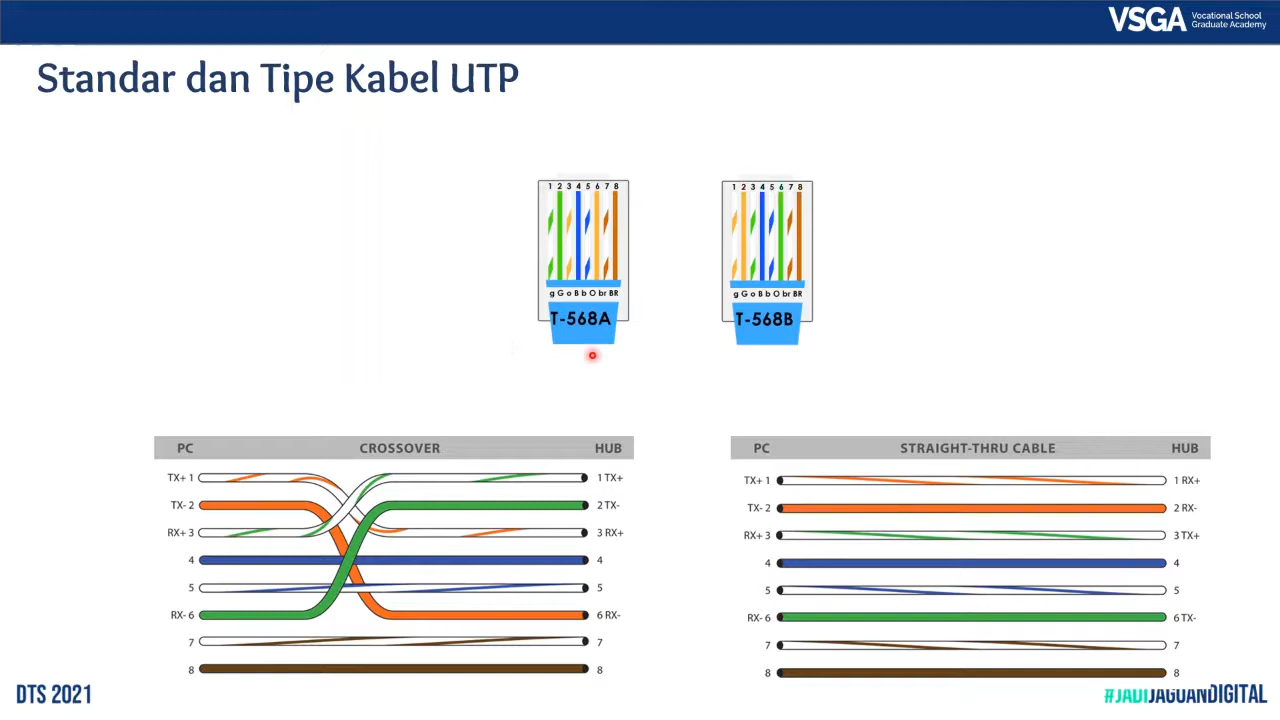 VSGA Vocational School
Graduate Academy
Standar dan Tipe Kabel UTP
1 2 3 4 5 6 7 8
g G o B b O br BR
T-568A
1 2 3 4 5 6 7 8
g G o B b O br BR
T-568B
PC CROSSOVER HUB
TX+ 1 1 TX+
TX- 2 2 TX-
RX+ 3 3 RX+
4 4
5 5
RX- 6 6 RX-
7 7
8 8
PC STRAIGHT-THRU CABLE HUB
TX+ 1 1 RX+
TX- 2 2 RX-
RX+ 3 3 TX+
4 4
5 5
RX- 6 6 TX-
7 7
8 8
DTS 2021
#JADIJAGOANDIGITAL